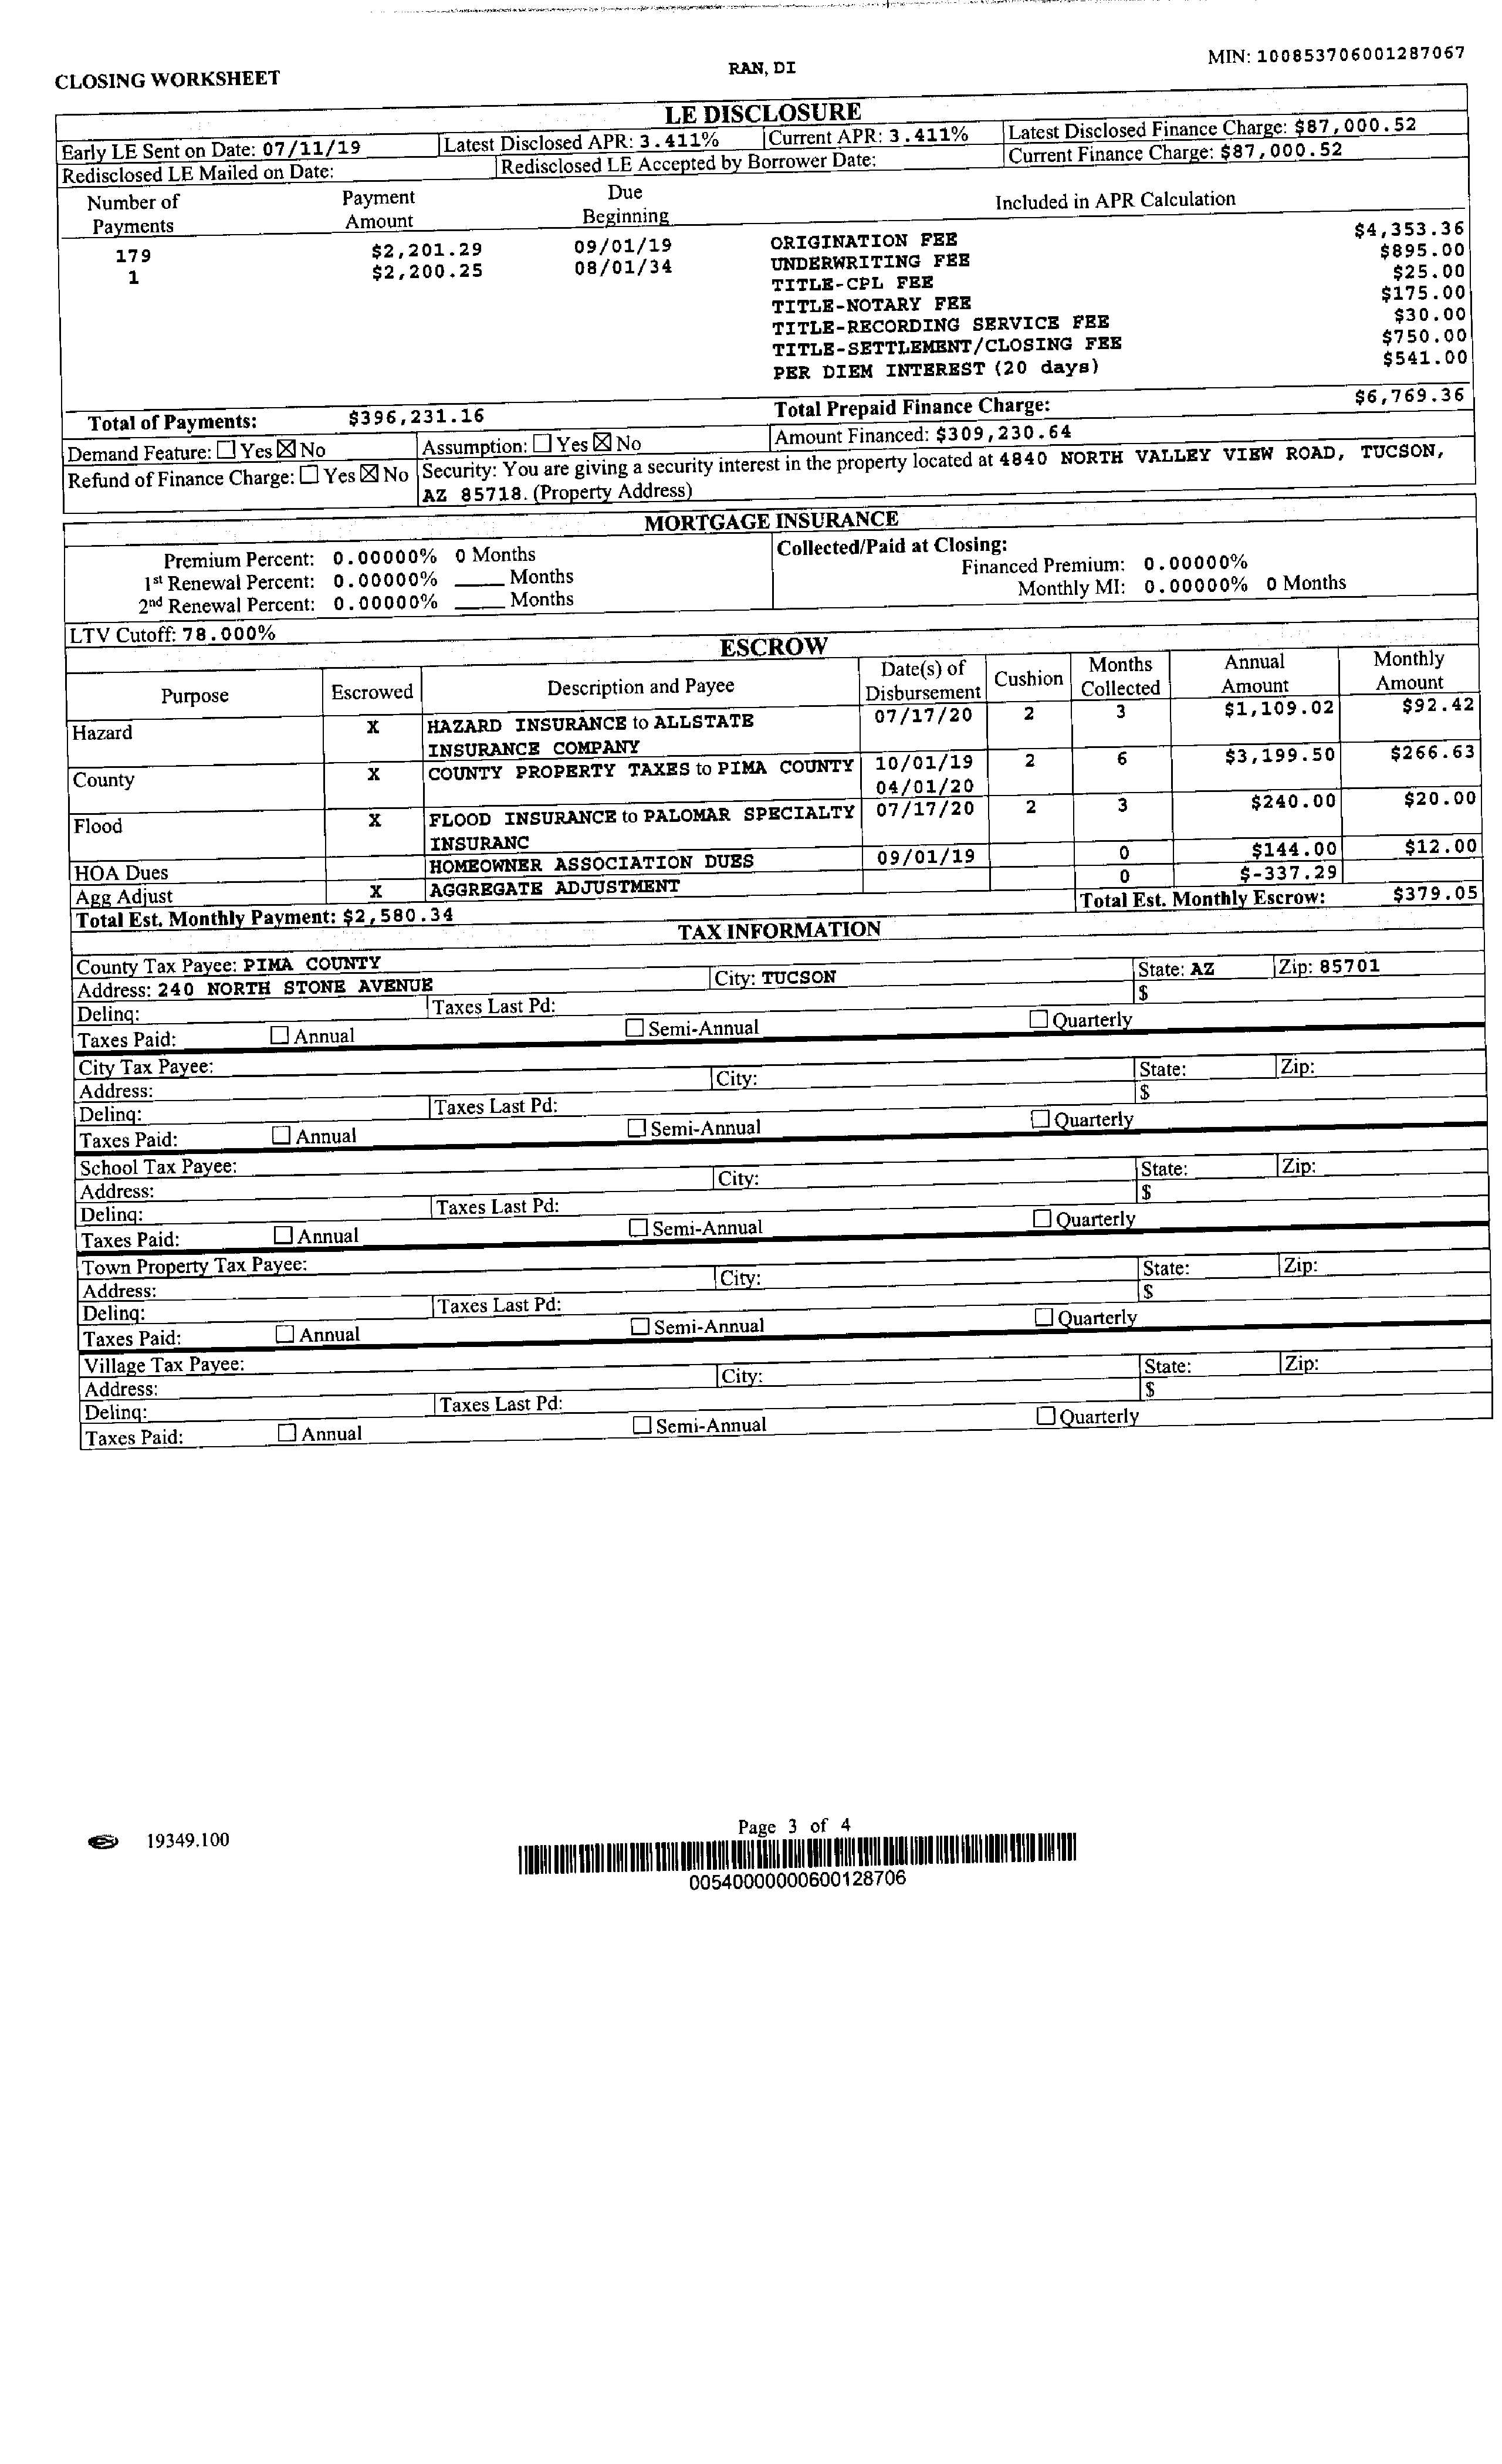 CLOSING WORKSHEET RAN, DI MIN: 100853706001287067
LE DISCLOSURE
Early LE Sent on Date: 07/11/19 Latest Disclosed APR: 3.411% Current APR: 3.411% Latest Disclosed Finance Charge: $87,000.52
Redisclosed LE Mailed on Date: Redisclosed LE Accepted by Borrower Date: Current Finance Charge: $87,000.52
Number of Payments Payment Amount Due Beginning Included in APR Calculation
179 $2,201.29 09/01/19 ORIGINATION FEE $4,353.36
1 $2,200.25 08/01/34 UNDERWRITING FEE $895.00
TITLE-CPL FEE $25.00
TITLE-NOTARY FEE $175.00
TITLE-RECORDING SERVICE FEE $30.00
TITLE-SETTLEMENT/CLOSING FEE $750.00
PER DIEM INTEREST (20 days) $541.00
Total of Payments: $396,231.16 Total Prepaid Finance Charge: $6,769.36
Demand Feature: ☐ Yes ☒ No Assumption: ☐ Yes ☒ No Amount Financed: $309,230.64
Refund of Finance Charge: ☐ Yes ☒ No Security: You are giving a security interest in the property located at 4840 NORTH VALLEY VIEW ROAD, TUCSON,
AZ 85718. (Property Address)
MORTGAGE INSURANCE
Premium Percent: 0.00000% 0 Months Collected/Paid at Closing:
1st Renewal Percent: 0.00000% ____ Months Financed Premium: 0.00000%
2nd Renewal Percent: 0.00000% ____ Months Monthly MI: 0.00000% 0 Months
LTV Cutoff: 78.000%
ESCROW
Purpose Escrowed Description and Payee Date(s) of Disbursement Cushion Months Collected Annual Amount Monthly Amount
Hazard X HAZARD INSURANCE to ALLSTATE 07/17/20 2 3 $1,109.02 $92.42
INSURANCE COMPANY
County X COUNTY PROPERTY TAXES to PIMA COUNTY 10/01/19 2 6 $3,199.50 $266.63
04/01/20
Flood X FLOOD INSURANCE to PALOMAR SPECIALTY 07/17/20 2 3 $240.00 $20.00
INSURANC
HOA Dues HOMEOWNER ASSOCIATION DUES 09/01/19 0 $144.00 $12.00
Agg Adjust X AGGREGATE ADJUSTMENT 0 $-337.29
Total Est. Monthly Payment: $2,580.34 Total Est. Monthly Escrow: $379.05
TAX INFORMATION
County Tax Payee: PIMA COUNTY
Address: 240 NORTH STONE AVENUE City: TUCSON State: AZ Zip: 85701
Delinq: Taxes Last Pd: $
Taxes Paid: ☐ Annual ☐ Semi-Annual ☐ Quarterly
City Tax Payee:
Address: City: State: Zip:
Delinq: Taxes Last Pd: $
Taxes Paid: ☐ Annual ☐ Semi-Annual ☐ Quarterly
School Tax Payee:
Address: City: State: Zip:
Delinq: Taxes Last Pd: $
Taxes Paid: ☐ Annual ☐ Semi-Annual ☐ Quarterly
Town Property Tax Payee:
Address: City: State: Zip:
Delinq: Taxes Last Pd: $
Taxes Paid: ☐ Annual ☐ Semi-Annual ☐ Quarterly
Village Tax Payee:
Address: City: State: Zip:
Delinq: Taxes Last Pd: $
Taxes Paid: ☐ Annual ☐ Semi-Annual ☐ Quarterly
19349.100 Page 3 of 4
00540000000600128706